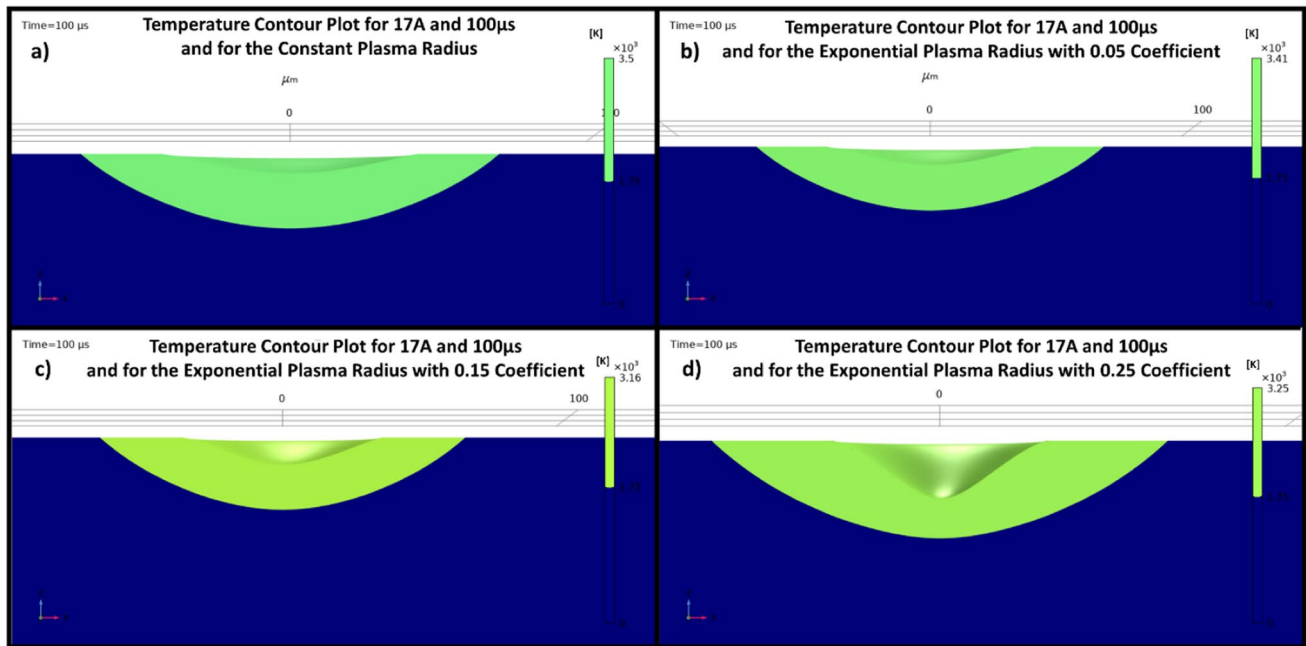 Time=100 µs
Temperature Contour Plot for 17A and 100µs
and for the Constant Plasma Radius
a)
[K]
×10³
3.5
µm
0
1.75
0
Time=100 µs
Temperature Contour Plot for 17A and 100µs
and for the Exponential Plasma Radius with 0.05 Coefficient
b)
[K]
×10³
3.41
µm
0
100
1.75
0
Time=100 µs
Temperature Contour Plot for 17A and 100µs
and for the Exponential Plasma Radius with 0.15 Coefficient
c)
[K]
×10³
3.16
0
100
0
Time=100 µs
Temperature Contour Plot for 17A and 100µs
and for the Exponential Plasma Radius with 0.25 Coefficient
d)
[K]
×10³
3.25
0
0